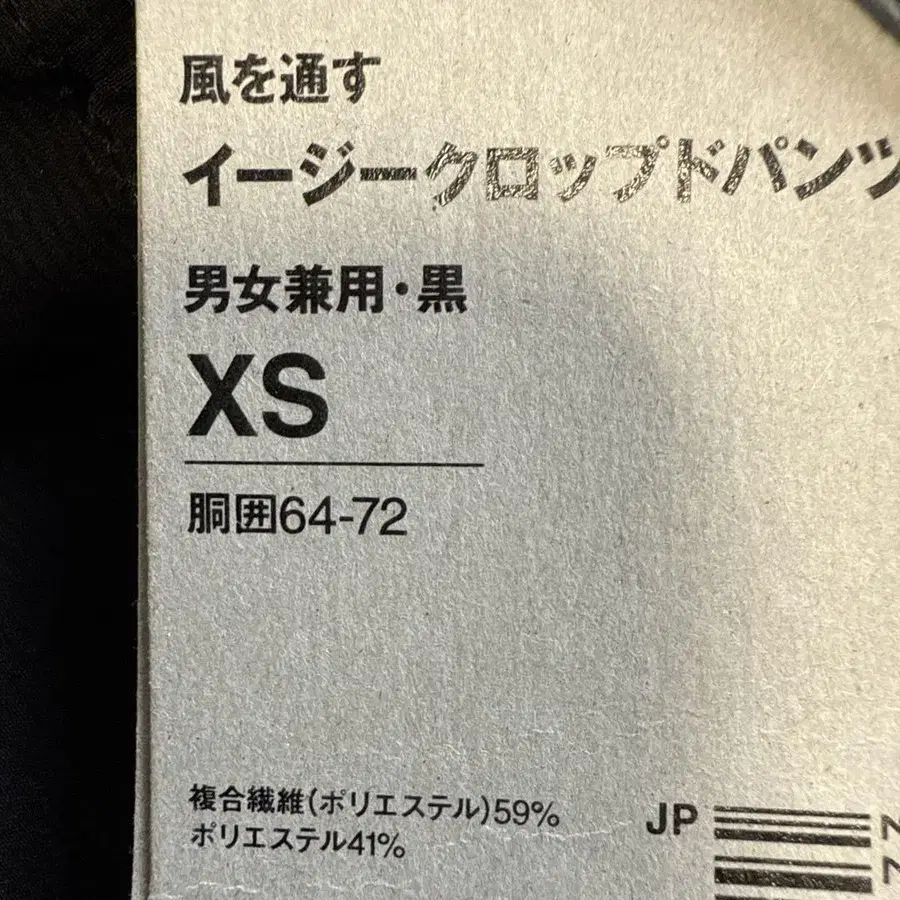 風を通す
イージークロップドパンツ
男女兼用・黒
XS
胴囲64-72
複合繊維(ポリエステル)59%
ポリエステル41%
JP